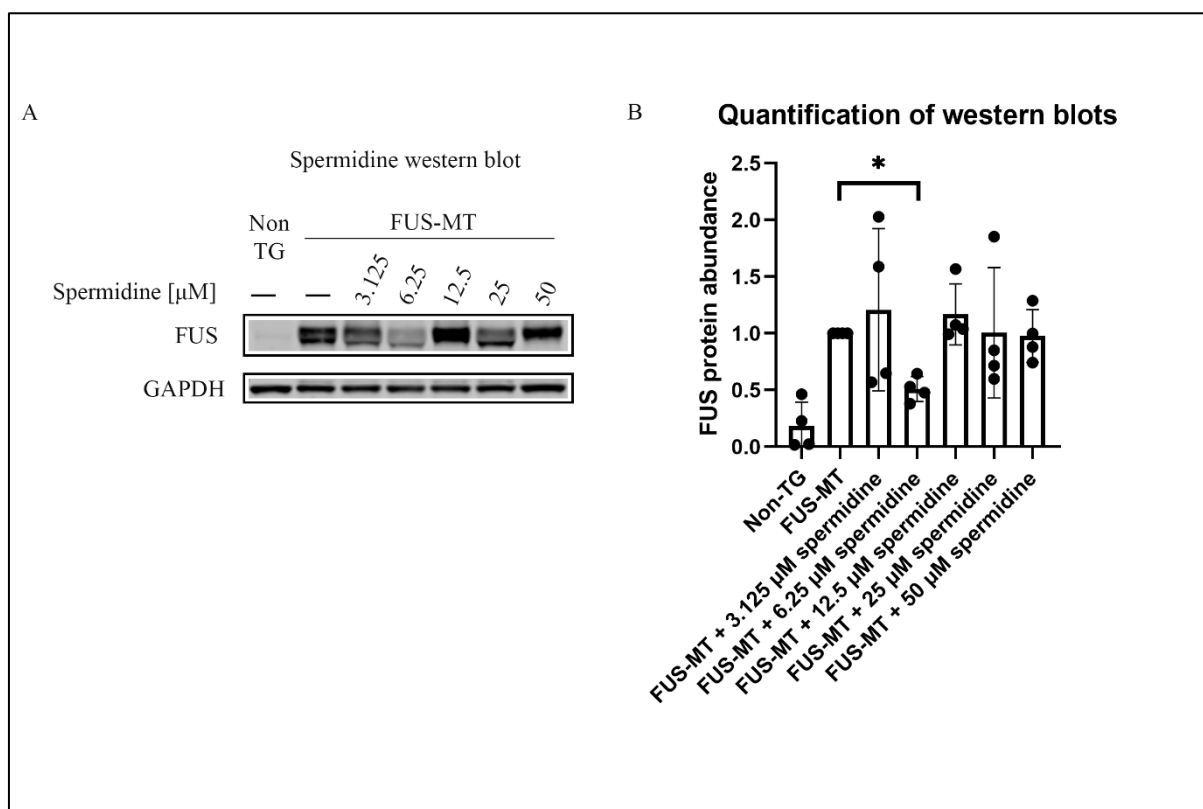 A
Spermidine western blot
Non
TG
FUS-MT
Spermidine [µM]
— — 3.125 6.25 12.5 25 50
FUS
GAPDH
B
Quantification of western blots
*
FUS protein abundance
2.5
2.0
1.5
1.0
0.5
0.0
Non-TG
FUS-MT
FUS-MT + 3.125 µM spermidine
FUS-MT + 6.25 µM spermidine
FUS-MT + 12.5 µM spermidine
FUS-MT + 25 µM spermidine
FUS-MT + 50 µM spermidine